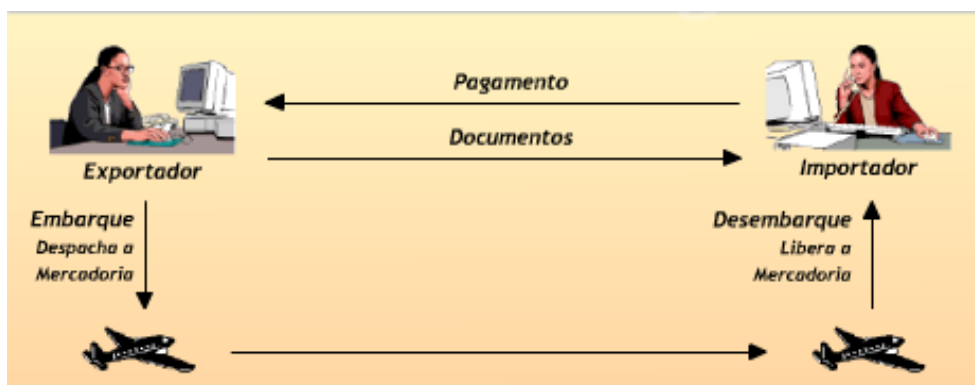 Pagamento
Documentos
Exportador
Importador
Embarque
Despacha a
Mercadoria
Desembarque
Libera a
Mercadoria